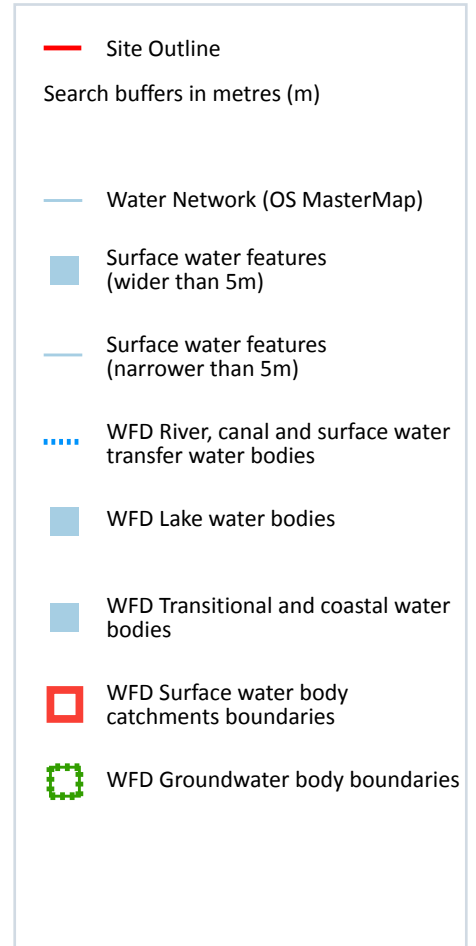 Site Outline
Search buffers in metres (m)
Water Network (OS MasterMap)
Surface water features
(wider than 5m)
Surface water features
(narrower than 5m)
WFD River, canal and surface water
transfer water bodies
WFD Lake water bodies
WFD Transitional and coastal water
bodies
WFD Surface water body
catchments boundaries
WFD Groundwater body boundaries